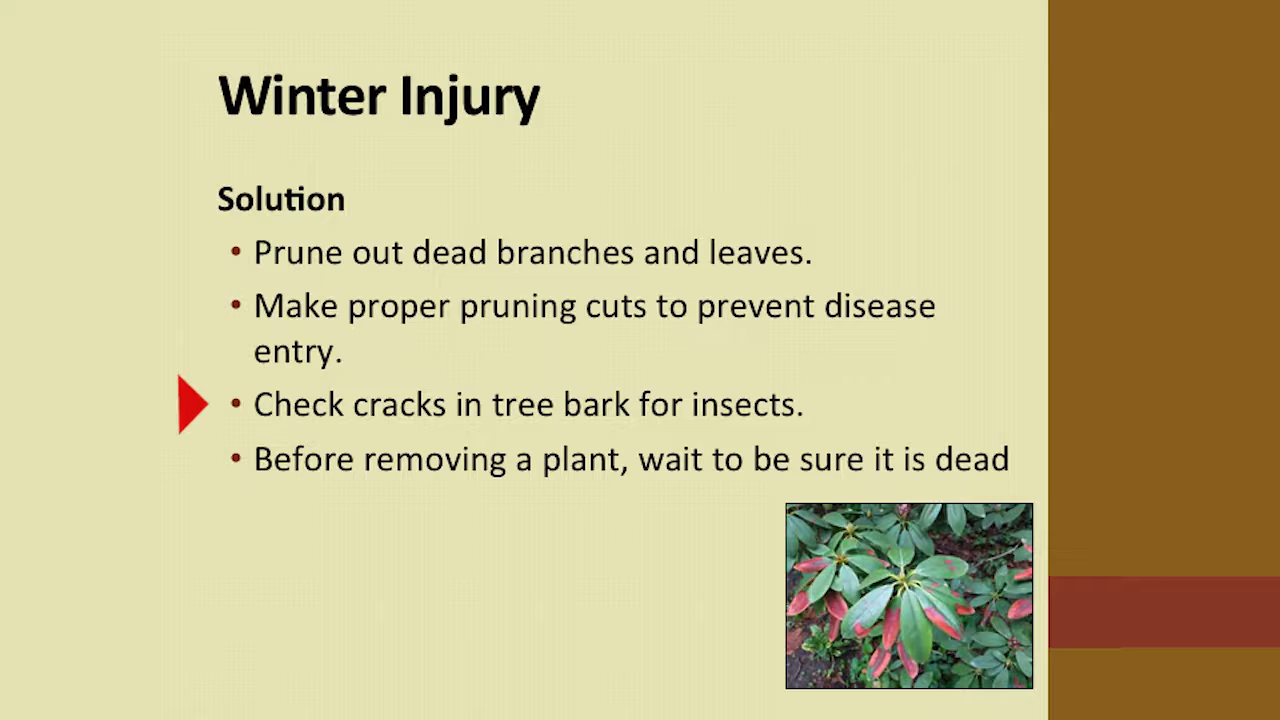 Winter Injury
Solution
• Prune out dead branches and leaves.
• Make proper pruning cuts to prevent disease
entry.
• Check cracks in tree bark for insects.
• Before removing a plant, wait to be sure it is dead